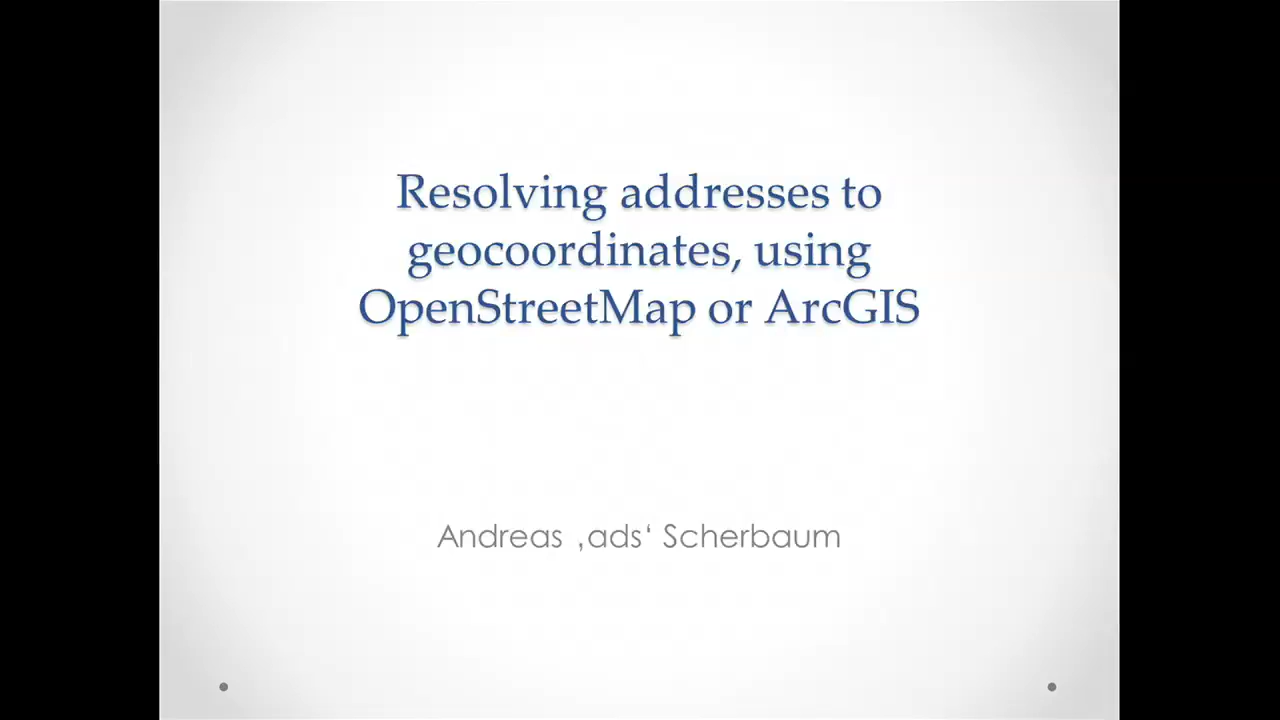 Resolving addresses to
geocoordinates, using
OpenStreetMap or ArcGIS
Andreas ‚ads‘ Scherbaum